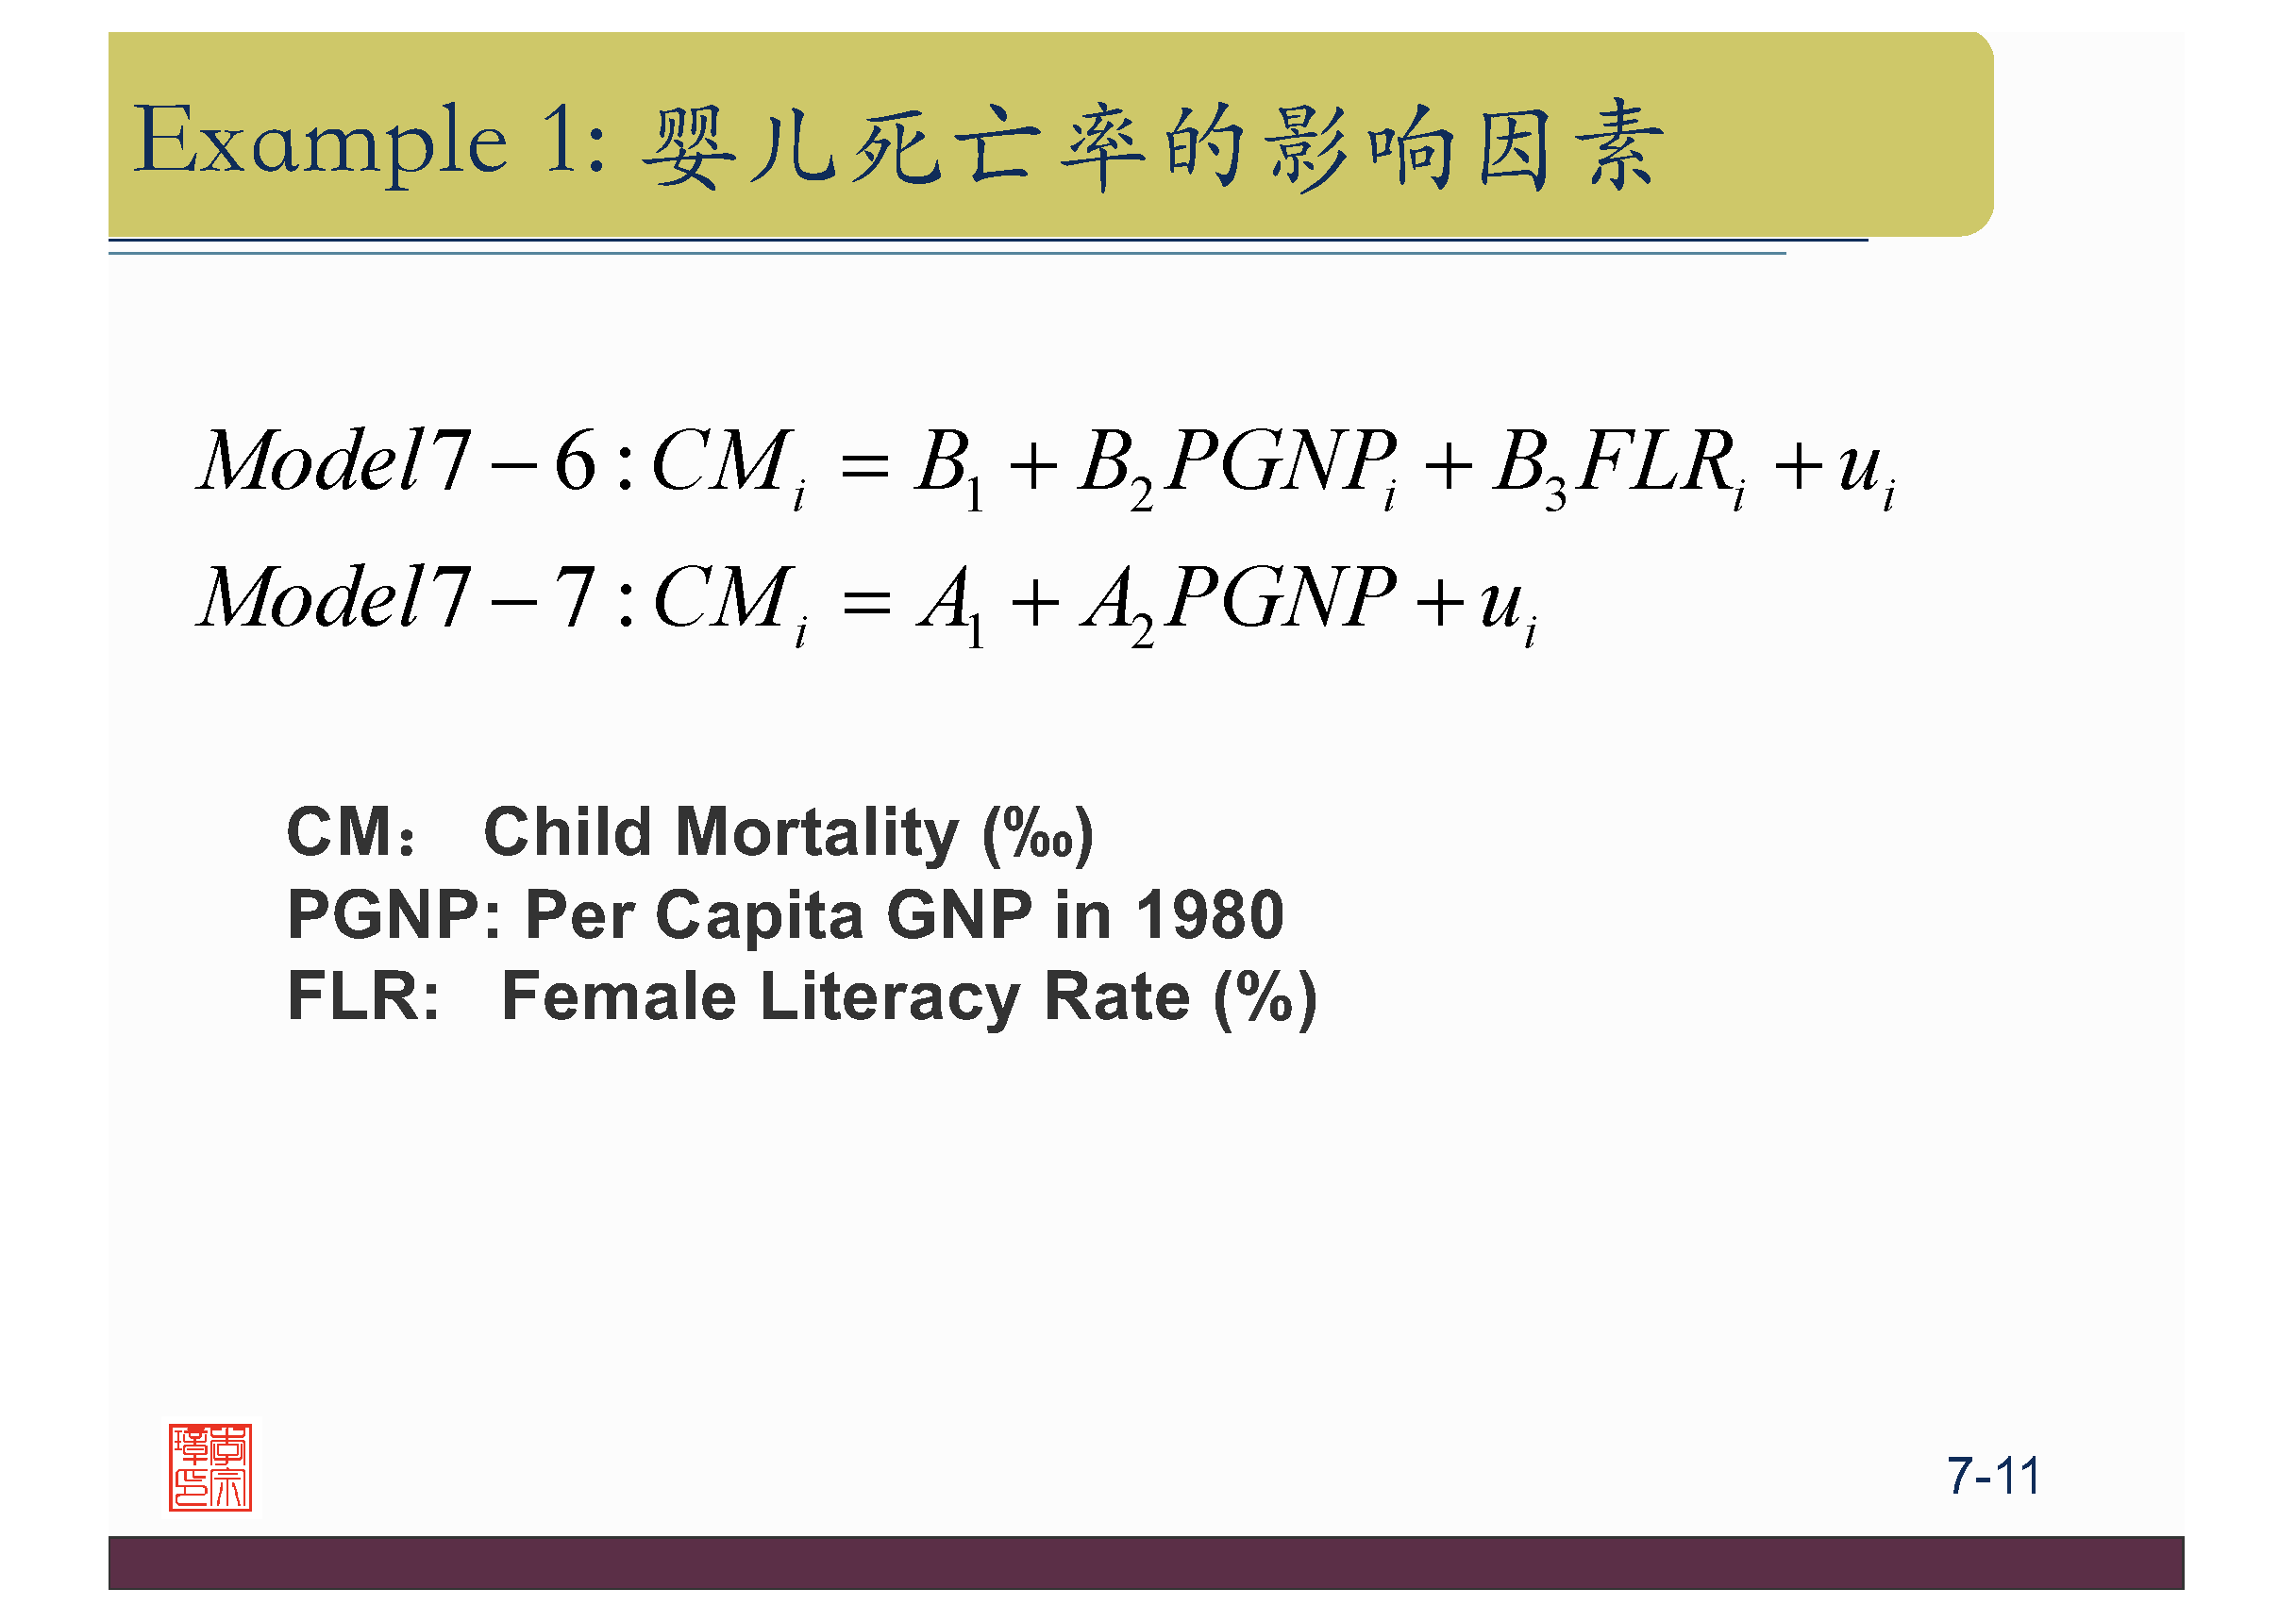 Example 1: 婴儿死亡率的影响因素
Model7 − 6 : CM_i = B_1 + B_2 PGNP_i + B_3 FLR_i + u_i
Model7 − 7 : CM_i = A_1 + A_2 PGNP + u_i
CM： Child Mortality (‰)
PGNP: Per Capita GNP in 1980
FLR: Female Literacy Rate (%)
7-11